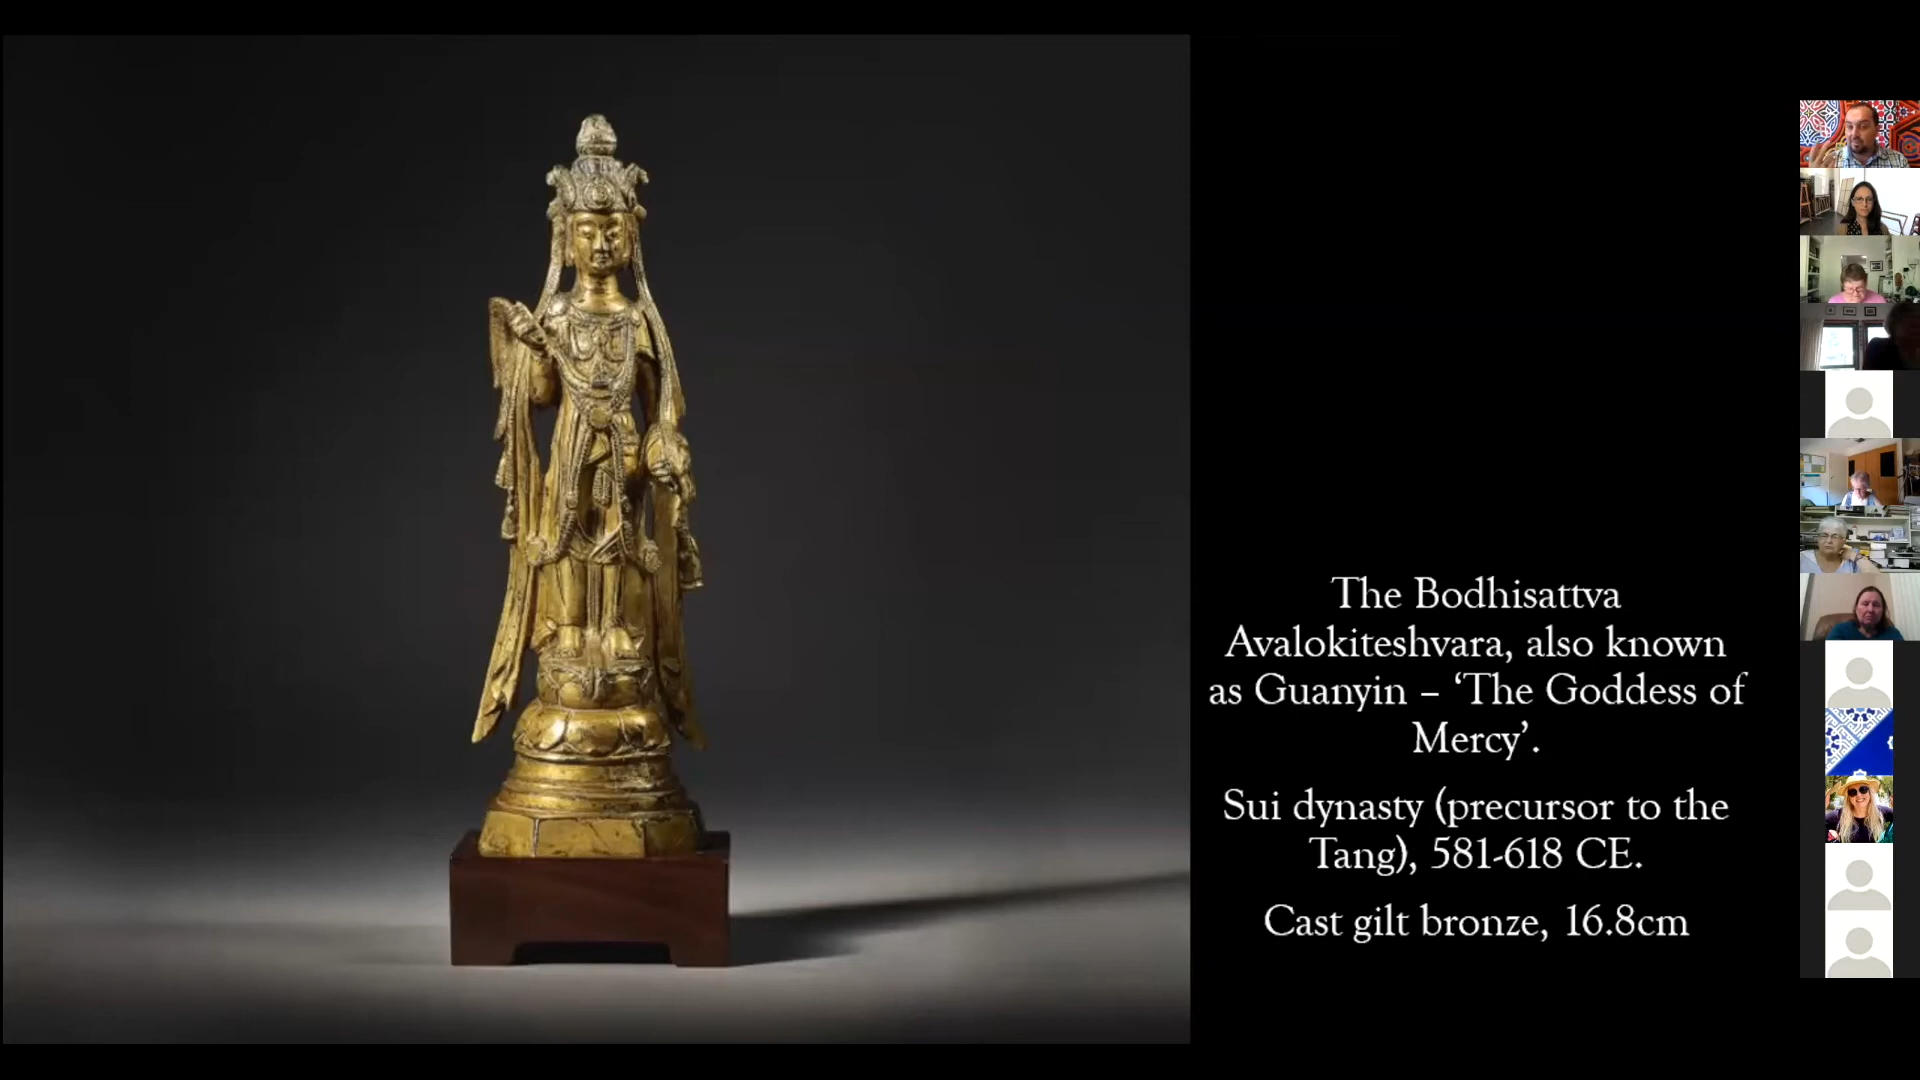 The Bodhisattva
Avalokiteshvara, also known
as Guanyin – ‘The Goddess of
Mercy’.
Sui dynasty (precursor to the
Tang), 581-618 CE.
Cast gilt bronze, 16.8cm